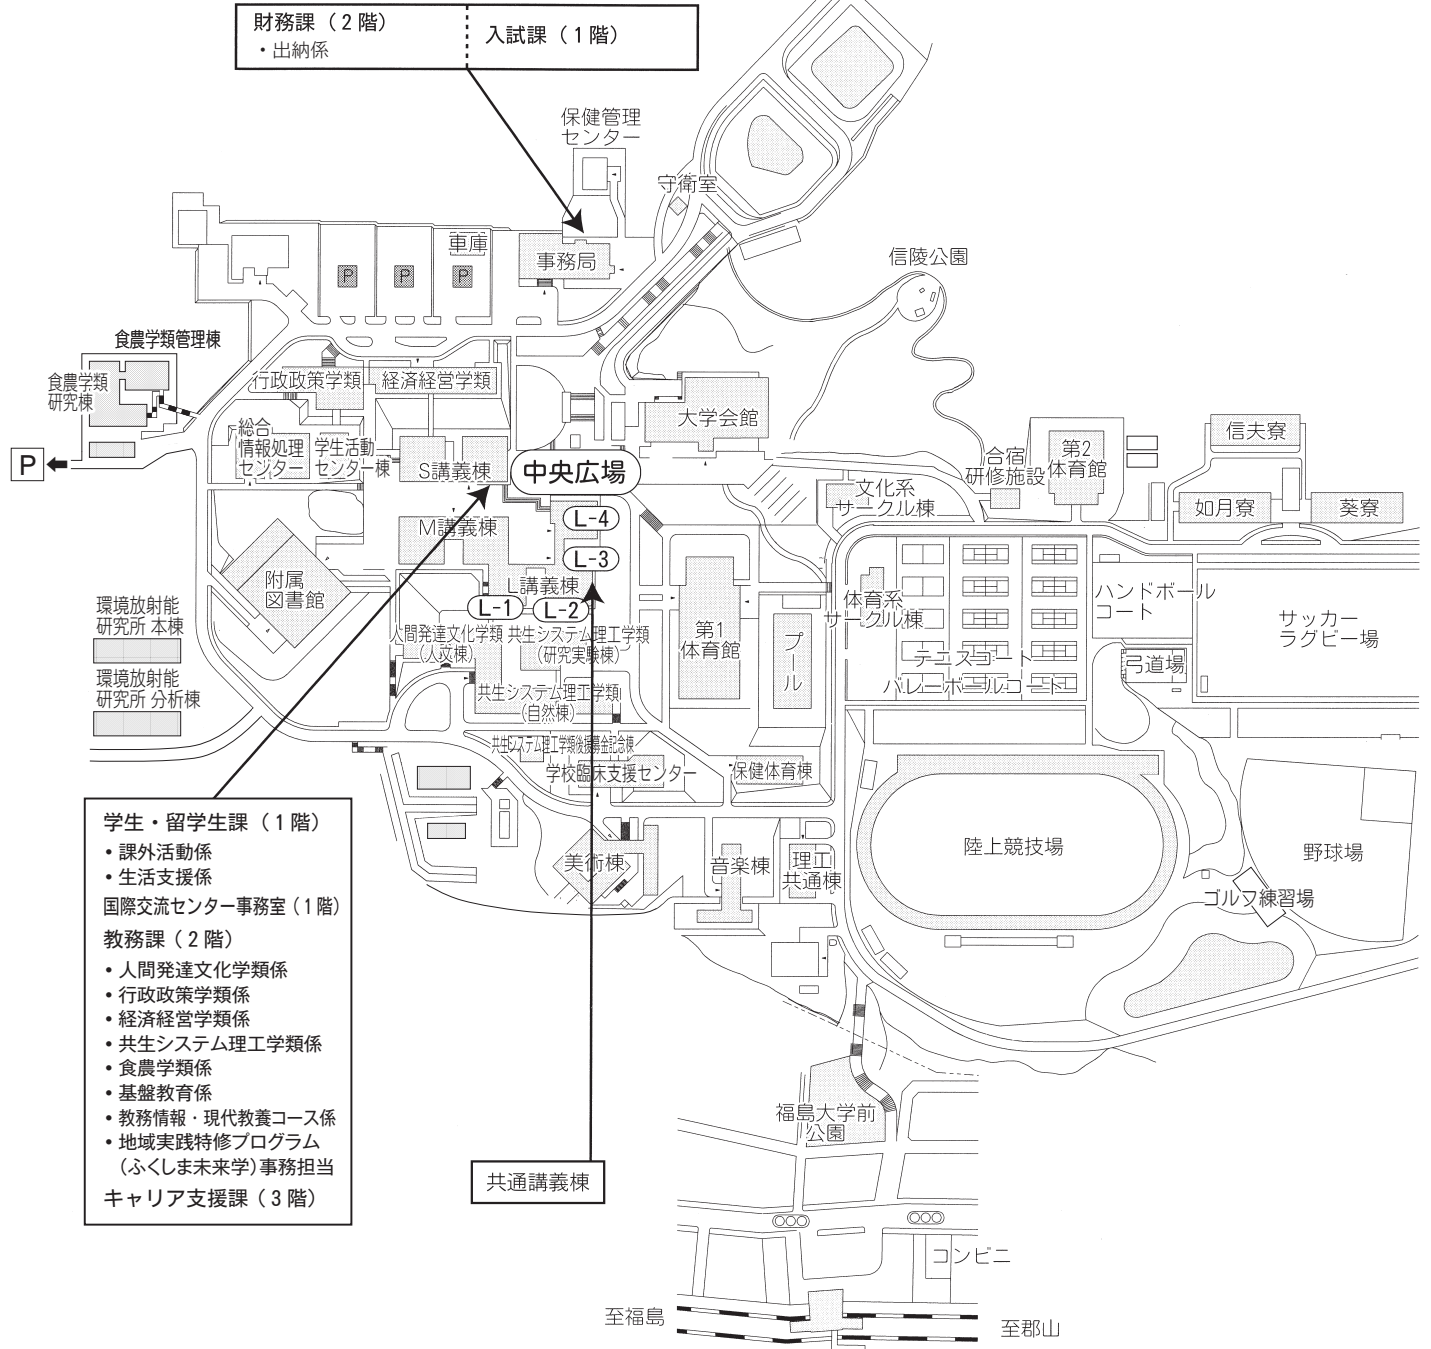 財務課（2階）
・出納係
入試課（1階）
保健管理
センター
守衛室
車庫
事務局
P
P
P
信陵公園
食農学類管理棟
食農学類
研究棟
行政政策学類
経済経営学類
大学会館
総合
情報処理
センター
学生活動
センター棟
S講義棟
中央広場
P
信夫寮
第2
体育館
合宿
研修施設
文化系
サークル棟
如月寮
葵寮
M講義棟
L-4
L-3
L講義棟
L-1
L-2
附属
図書館
環境放射能
研究所 本棟
環境放射能
研究所 分析棟
人間発達文化学類
（人文棟）
共生システム理工学類
（研究実験棟）
共生システム理工学類
（自然棟）
第1
体育館
プール
体育系
サークル棟
テニスコート
バレーボールコート
ハンドボール
コート
弓道場
サッカー
ラグビー場
共生システム理工学類後援募金記念棟
学校臨床支援センター
保健体育棟
美術棟
音楽棟
理工
共通棟
陸上競技場
野球場
ゴルフ練習場
学生・留学生課（1階）
・課外活動係
・生活支援係
国際交流センター事務室（1階）
教務課（2階）
・人間発達文化学類係
・行政政策学類係
・経済経営学類係
・共生システム理工学類係
・食農学類係
・基盤教育係
・教務情報・現代教養コース係
・地域実践特修プログラム
（ふくしま未来学）事務担当
キャリア支援課（3階）
共通講義棟
福島大学前
公園
コンビニ
至福島
至郡山